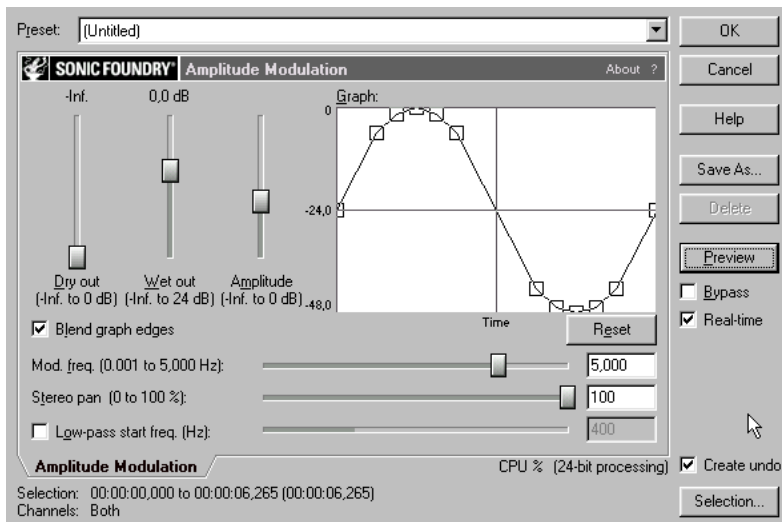 Preset: (Untitled)
OK
SONIC FOUNDRY® Amplitude Modulation About ?
Cancel
-Inf. 0,0 dB Graph:
Help
0
-24,0
-48,0
Save As...
Delete
Preview
Dry out Wet out Amplitude
(-Inf. to 0 dB) (-Inf. to 24 dB) (-Inf. to 0 dB)
Bypass
Blend graph edges Time Reset
Real-time
Mod. freq. (0.001 to 5,000 Hz): 5,000
Stereo pan (0 to 100 %): 100
Low-pass start freq. (Hz): 400
Amplitude Modulation CPU % (24-bit processing)
Create undo
Selection: 00:00:00,000 to 00:00:06,265 (00:00:06,265)
Channels: Both
Selection...